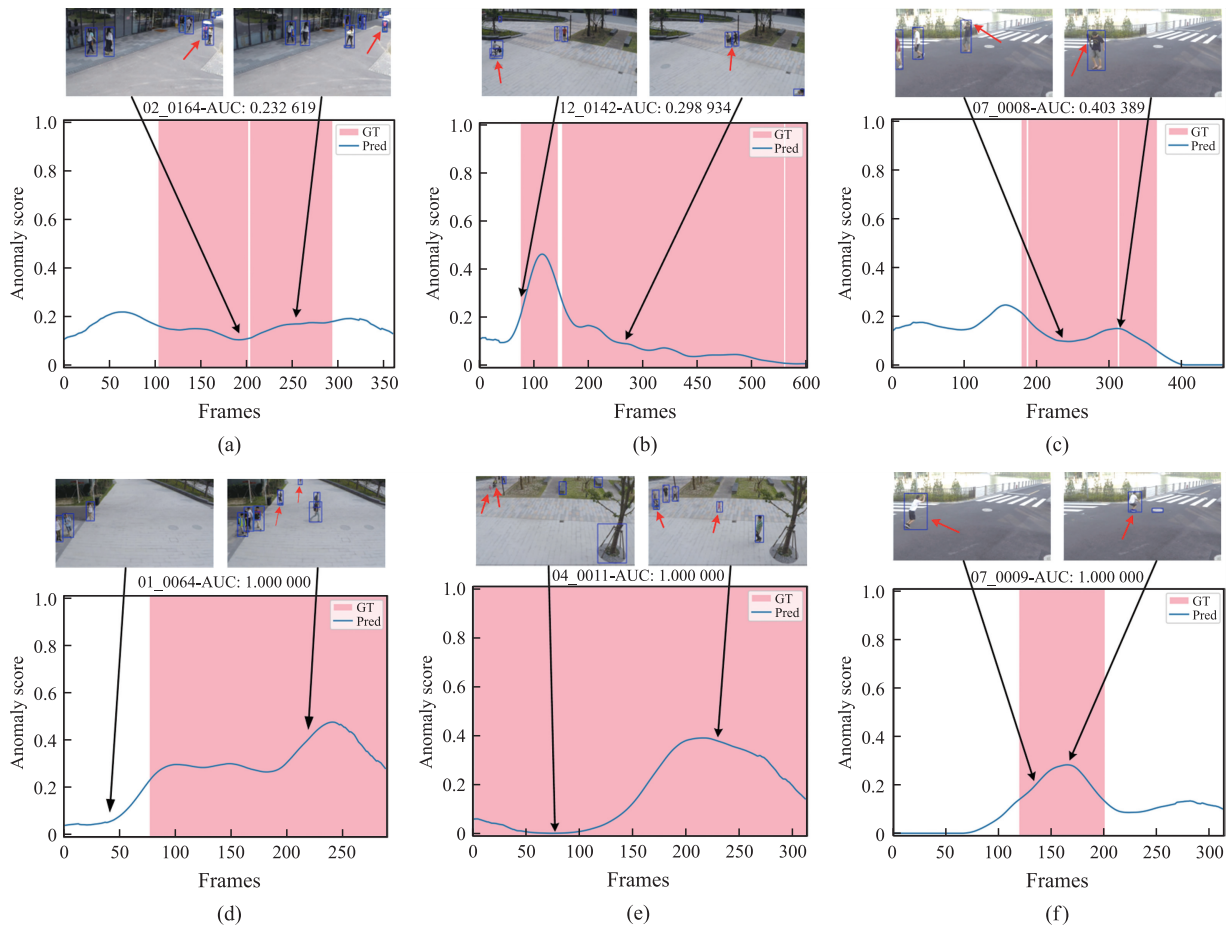 02_0164-AUC: 0.232 619
1.0
0.8
0.6
0.4
0.2
0
Anomaly score
GT
Pred
0 50 100 150 200 250 300 350
Frames
(a)
12_0142-AUC: 0.298 934
1.0
0.8
0.6
0.4
0.2
0
Anomaly score
GT
Pred
0 100 200 300 450 500 600
Frames
(b)
07_0008-AUC: 0.403 389
1.0
0.8
0.6
0.4
0.2
0
Anomaly score
GT
Pred
0 100 200 300 400
Frames
(c)
01_0064-AUC: 1.000 000
1.0
0.8
0.6
0.4
0.2
0
Anomaly score
GT
Pred
0 50 100 150 200 250
Frames
(d)
04_0011-AUC: 1.000 000
1.0
0.8
0.6
0.4
0.2
0
Anomaly score
GT
Pred
0 50 100 150 200 250 300
Frames
(e)
07_0009-AUC: 1.000 000
1.0
0.8
0.6
0.4
0.2
0
Anomaly score
GT
Pred
0 50 100 150 200 250 300
Frames
(f)